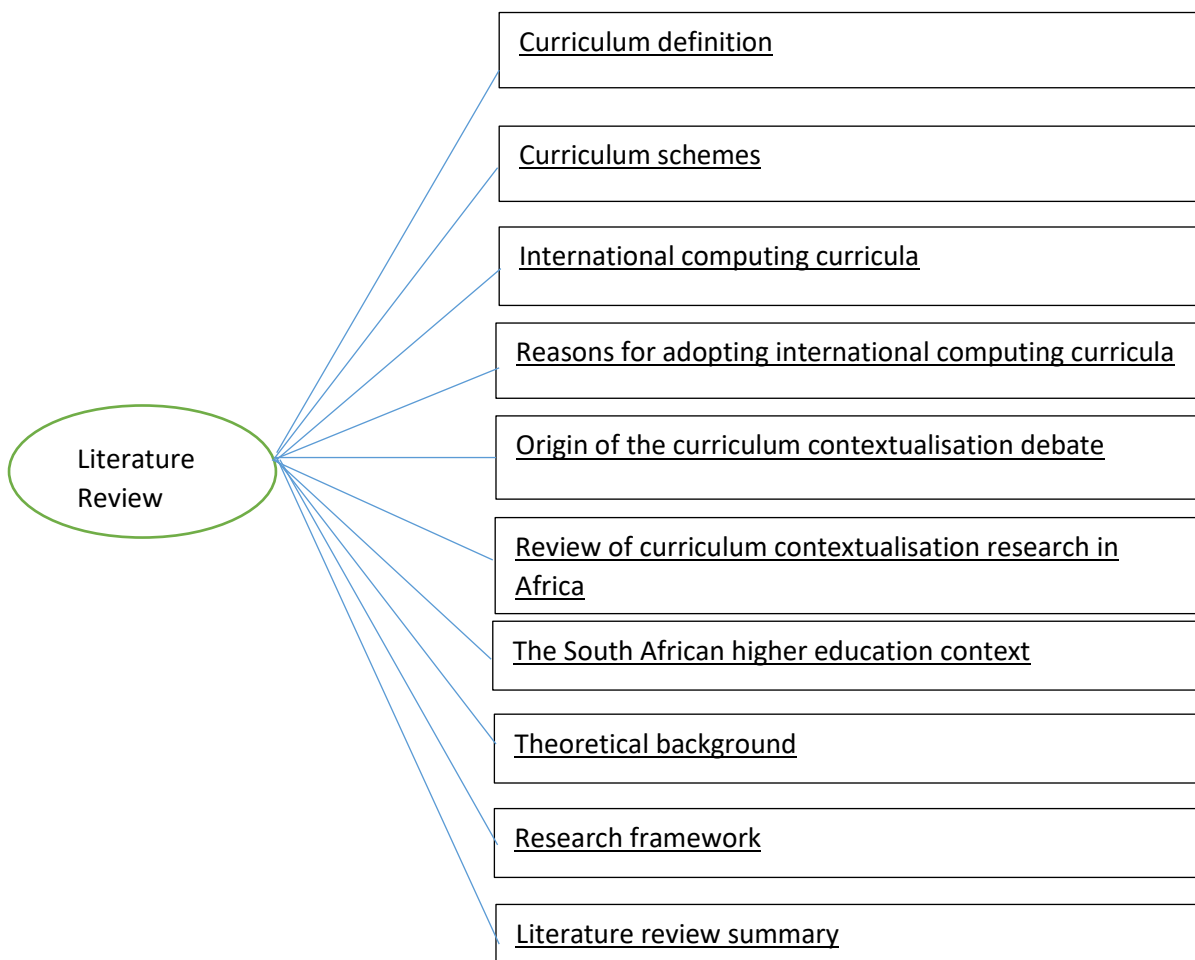 Curriculum definition
Curriculum schemes
International computing curricula
Reasons for adopting international computing curricula
Origin of the curriculum contextualisation debate
Literature
Review
Review of curriculum contextualisation research in
Africa
The South African higher education context
Theoretical background
Research framework
Literature review summary